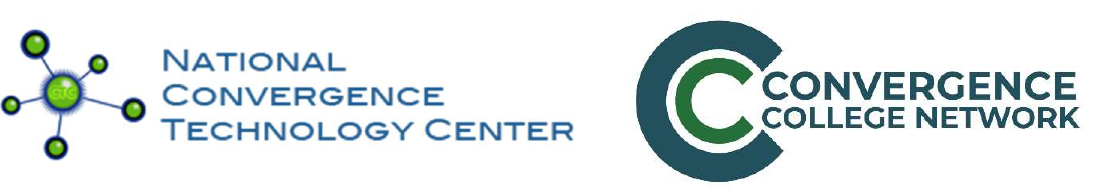 CTC
NATIONAL
CONVERGENCE
TECHNOLOGY CENTER
CONVERGENCE
COLLEGE NETWORK